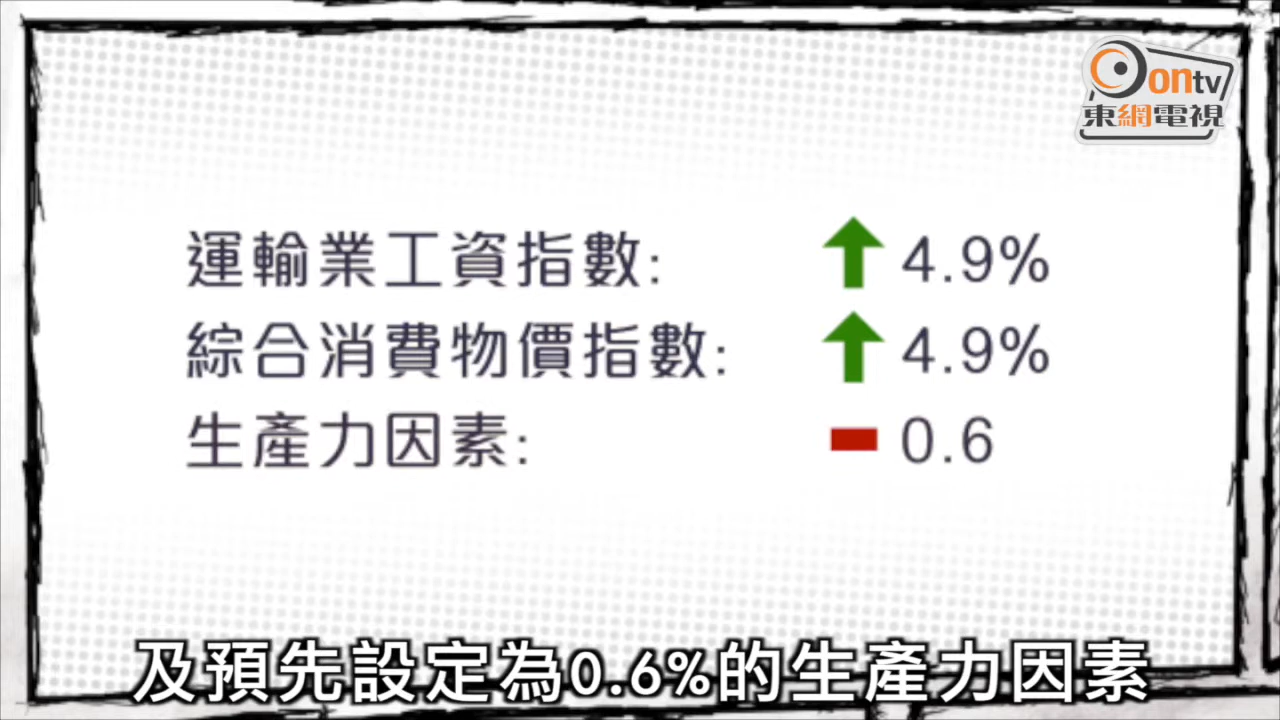 ontv
東網電視
運輸業工資指數: 4.9%
綜合消費物價指數: 4.9%
生產力因素: 0.6
及預先設定為0.6%的生產力因素